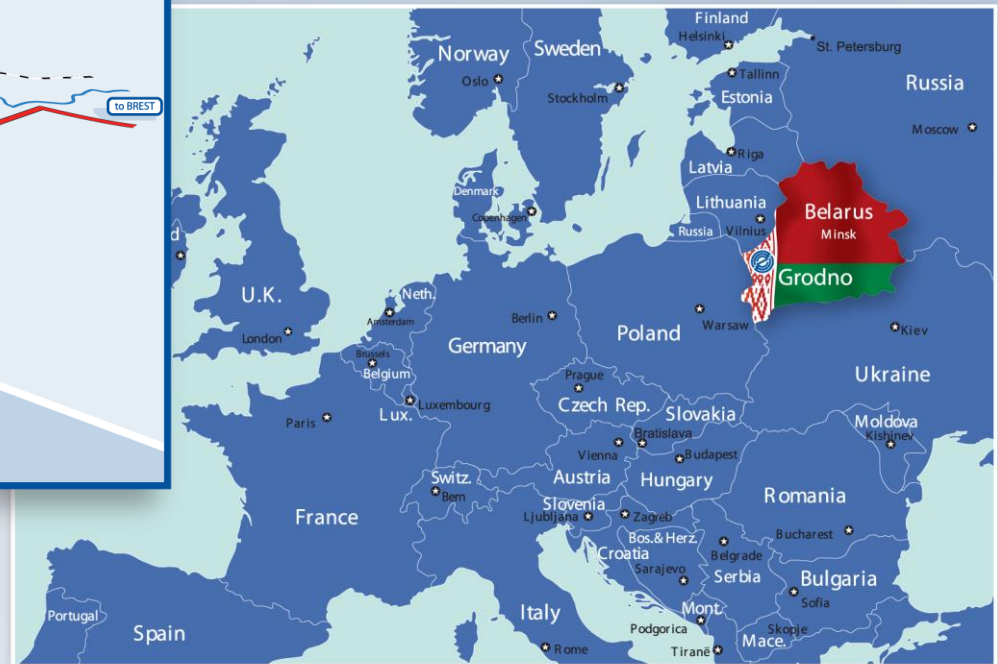 to BREST
Finland
Helsinki
St. Petersburg
Norway
Sweden
Oslo
Stockholm
Tallinn
Estonia
Russia
Moscow
Riga
Latvia
Denmark
Copenhagen
Lithuania
Vilnius
Russia
Belarus
Minsk
Grodno
d
U.K.
London
Neth.
Amsterdam
Berlin
Germany
Poland
Warsaw
Kiev
Ukraine
Brussels
Belgium
Lux.
Luxembourg
Paris
Prague
Czech Rep.
Slovakia
Bratislava
Vienna
Budapest
Moldova
Kishinev
Switz.
Bern
Austria
Hungary
Romania
Slovenia
Ljubljana
Zagreb
France
Bos.& Herz.
Croatia
Sarajevo
Belgrade
Serbia
Bucharest
Bulgaria
Sofia
Portugal
Spain
Italy
Rome
Mont.
Podgorica
Skopje
Mace.
Tiranë